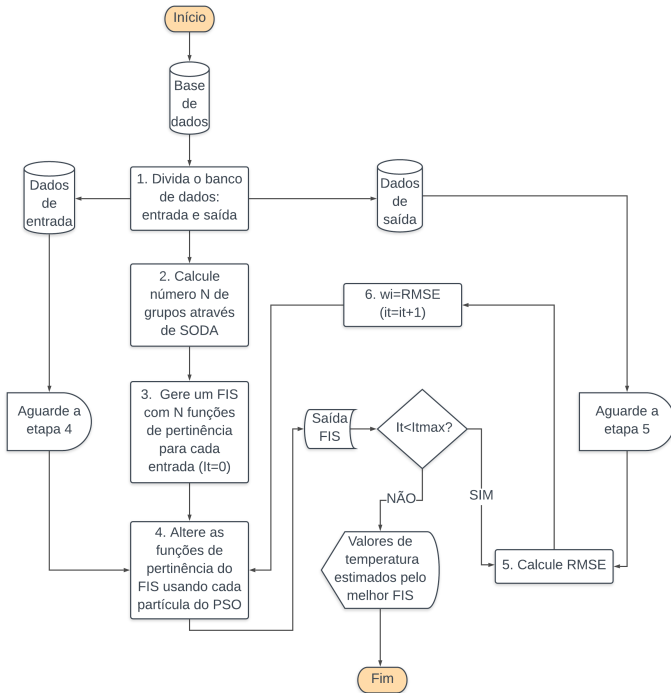 Início
Base
de
dados
1. Divida o banco
de dados:
entrada e saída
Dados
de
entrada
Dados
de
saída
2. Calcule
número N de
grupos através
de SODA
6. wi=RMSE
(it=it+1)
3. Gere um FIS
com N funções
de pertinência
para cada
entrada (It=0)
Aguarde a
etapa 4
Saída
FIS
It<Itmax?
Aguarde a
etapa 5
NÃO
SIM
4. Altere as
funções de
pertinência do
FIS usando cada
partícula do PSO
Valores de
temperatura
estimados pelo
melhor FIS
5. Calcule RMSE
Fim